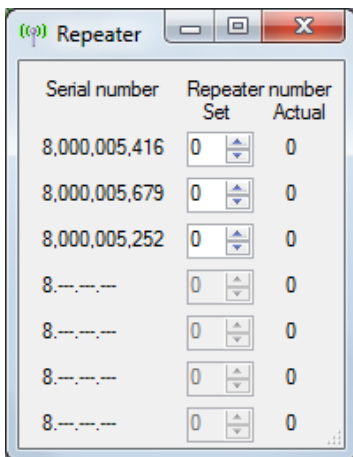 Repeater
Serial number Repeater number
Set Actual
8,000,005,416 0 0
8,000,005,679 0 0
8,000,005,252 0 0
8.---.---.--- 0 0
8.---.---.--- 0 0
8.---.---.--- 0 0
8.---.---.--- 0 0